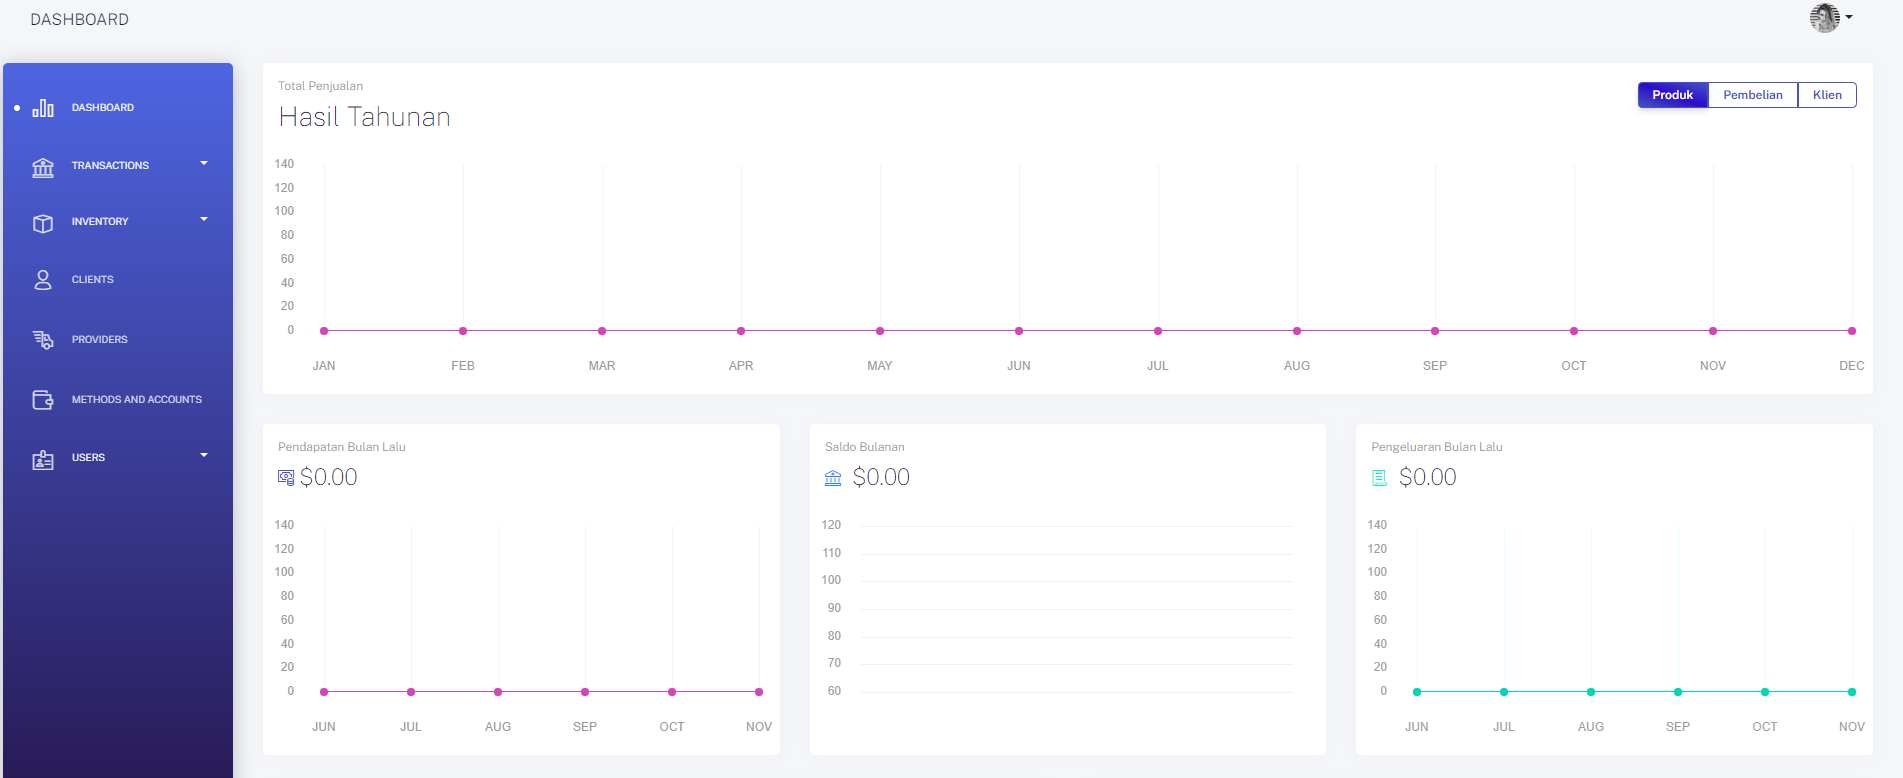 DASHBOARD
DASHBOARD
TRANSACTIONS
INVENTORY
CLIENTS
PROVIDERS
METHODS AND ACCOUNTS
USERS
Total Penjualan
Hasil Tahunan
Produk Pembelian Klien
140
120
100
80
60
40
20
0
JAN FEB MAR APR MAY JUN JUL AUG SEP OCT NOV DEC
Pendapatan Bulan Lalu
$0.00
140
120
100
80
60
40
20
0
JUN JUL AUG SEP OCT NOV
Saldo Bulanan
$0.00
120
110
100
90
80
70
60
Pengeluaran Bulan Lalu
$0.00
140
120
100
80
60
40
20
0
JUN JUL AUG SEP OCT NOV